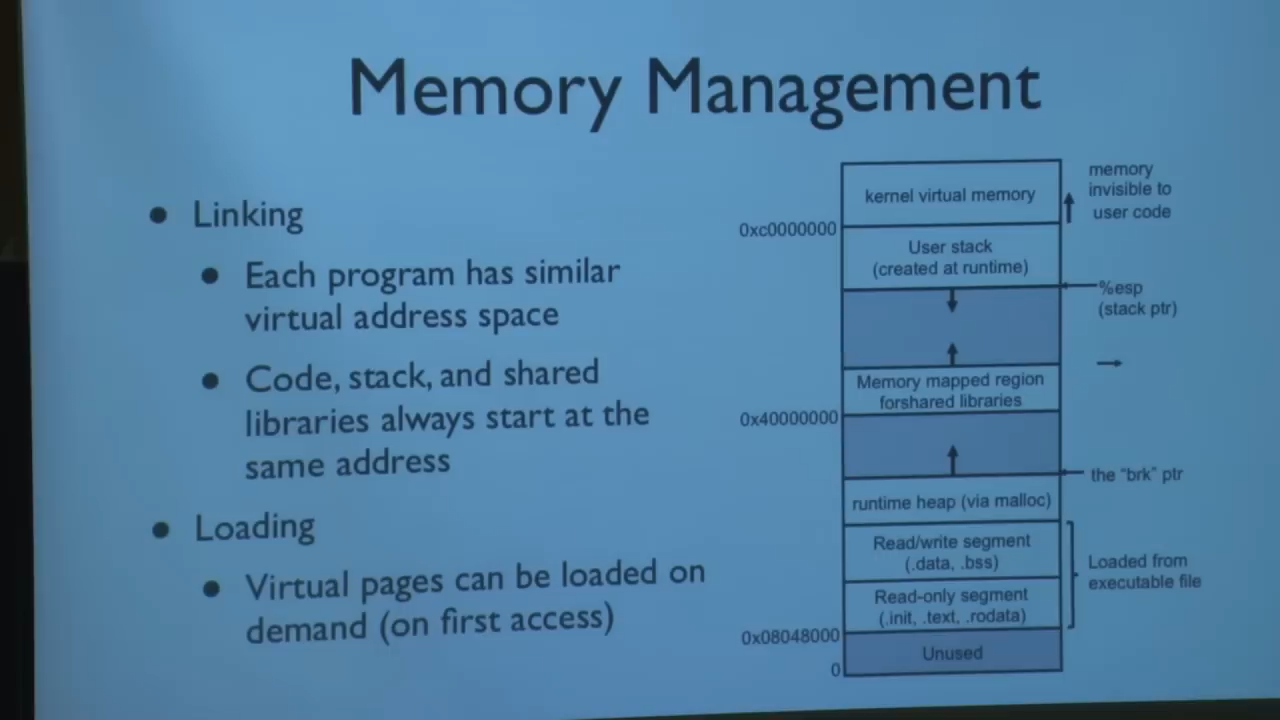 Memory Management
• Linking
• Each program has similar
virtual address space
• Code, stack, and shared
libraries always start at the
same address
• Loading
• Virtual pages can be loaded on
demand (on first access)
kernel virtual memory
memory
invisible to
user code
0xc0000000
User stack
(created at runtime)
%esp
(stack ptr)
Memory mapped region
forshared libraries
0x40000000
the "brk" ptr
runtime heap (via malloc)
Read/write segment
(.data, .bss)
Loaded from
executable file
Read-only segment
(.init, .text, .rodata)
0x08048000
Unused
0